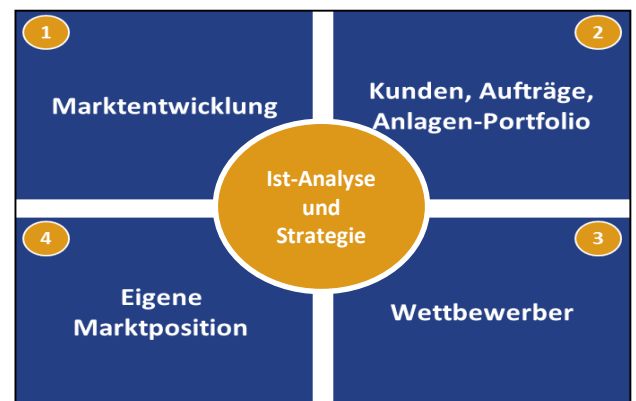 1
Marktentwicklung
2
Kunden, Aufträge,
Anlagen-Portfolio
Ist-Analyse
und
Strategie
4
Eigene
Marktposition
3
Wettbewerber